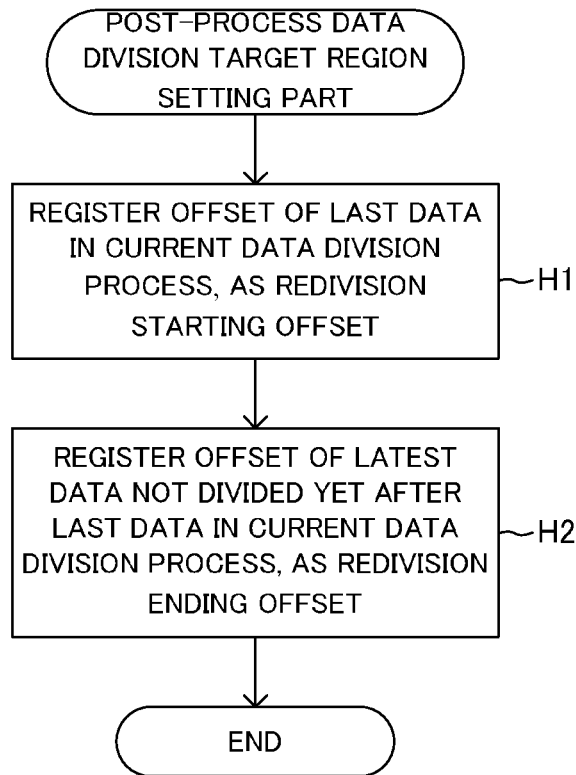 POST-PROCESS DATA
DIVISION TARGET REGION
SETTING PART
REGISTER OFFSET OF LAST DATA
IN CURRENT DATA DIVISION
PROCESS, AS REDIVISION
STARTING OFFSET
H1
REGISTER OFFSET OF LATEST
DATA NOT DIVIDED YET AFTER
LAST DATA IN CURRENT DATA
DIVISION PROCESS, AS REDIVISION
ENDING OFFSET
H2
END